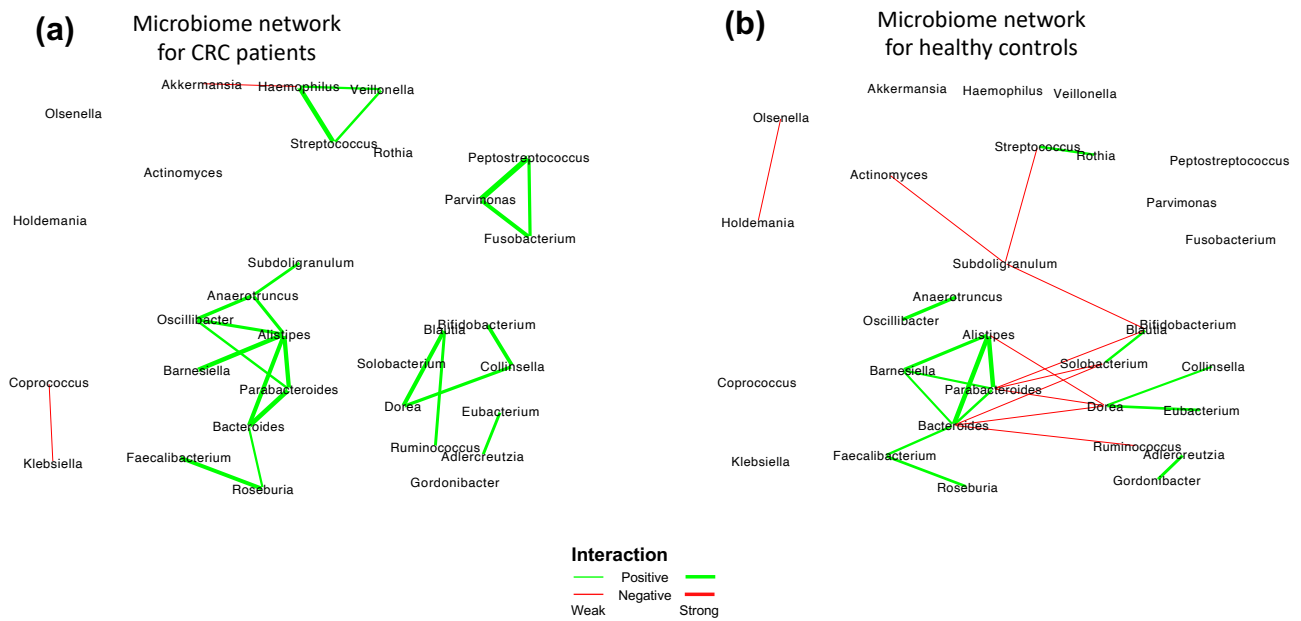 (a)
Microbiome network
for CRC patients
Akkermansia
Haemophilus
Veillonella
Olsenella
Streptococcus
Rothia
Peptostreptococcus
Actinomyces
Parvimonas
Holdemania
Fusobacterium
Subdoligranulum
Anaerotruncus
Oscillibacter
Alistipes
Blautia
Bifidobacterium
Barnesiella
Solobacterium
Collinsella
Coprococcus
Parabacteroides
Dorea
Eubacterium
Bacteroides
Ruminococcus
Adlercreutzia
Faecalibacterium
Klebsiella
Roseburia
Gordonibacter
(b)
Microbiome network
for healthy controls
Akkermansia
Haemophilus
Veillonella
Olsenella
Streptococcus
Rothia
Peptostreptococcus
Actinomyces
Parvimonas
Holdemania
Fusobacterium
Subdoligranulum
Anaerotruncus
Oscillibacter
Alistipes
Blautia
Bifidobacterium
Barnesiella
Solobacterium
Collinsella
Coprococcus
Parabacteroides
Dorea
Eubacterium
Bacteroides
Ruminococcus
Adlercreutzia
Faecalibacterium
Klebsiella
Roseburia
Gordonibacter
Interaction
Positive
Negative
Weak
Strong